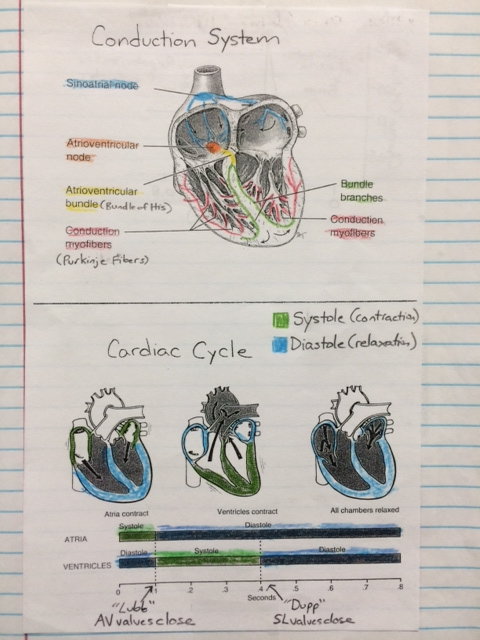 Conduction System
Sinoatrial node
Atrioventricular
node
Atrioventricular
bundle (Bundle of His)
Conduction
myofibers
(Purkinje Fibers)
Bundle
branches
Conduction
myofibers
Systole (contraction)
Diastole (relaxation)
Cardiac Cycle
Atria contract
Ventricles contract
All chambers relaxed
Systole
Diastole
ATRIA
Diastole
Systole
Diastole
VENTRICLES
0 .1 .2 .3 .4 .5 .6 .7 .8
Seconds
"Lubb"
AV valves close
"Dupp"
SL valves close